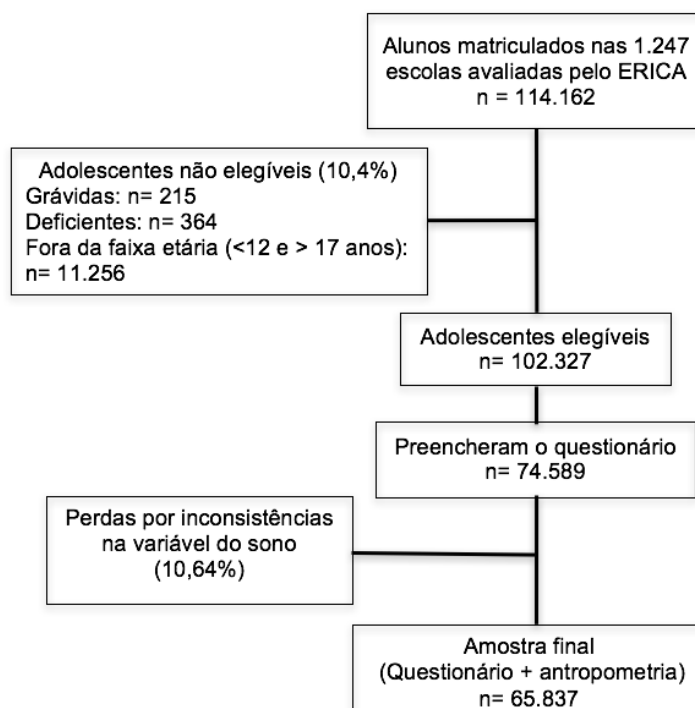 Alunos matriculados nas 1.247
escolas avaliadas pelo ERICA
n = 114.162
Adolescentes não elegíveis (10,4%)
Grávidas: n= 215
Deficientes: n= 364
Fora da faixa etária (<12 e > 17 anos):
n= 11.256
Adolescentes elegíveis
n= 102.327
Preencheram o questionário
n= 74.589
Perdas por inconsistências
na variável do sono
(10,64%)
Amostra final
(Questionário + antropometria)
n= 65.837